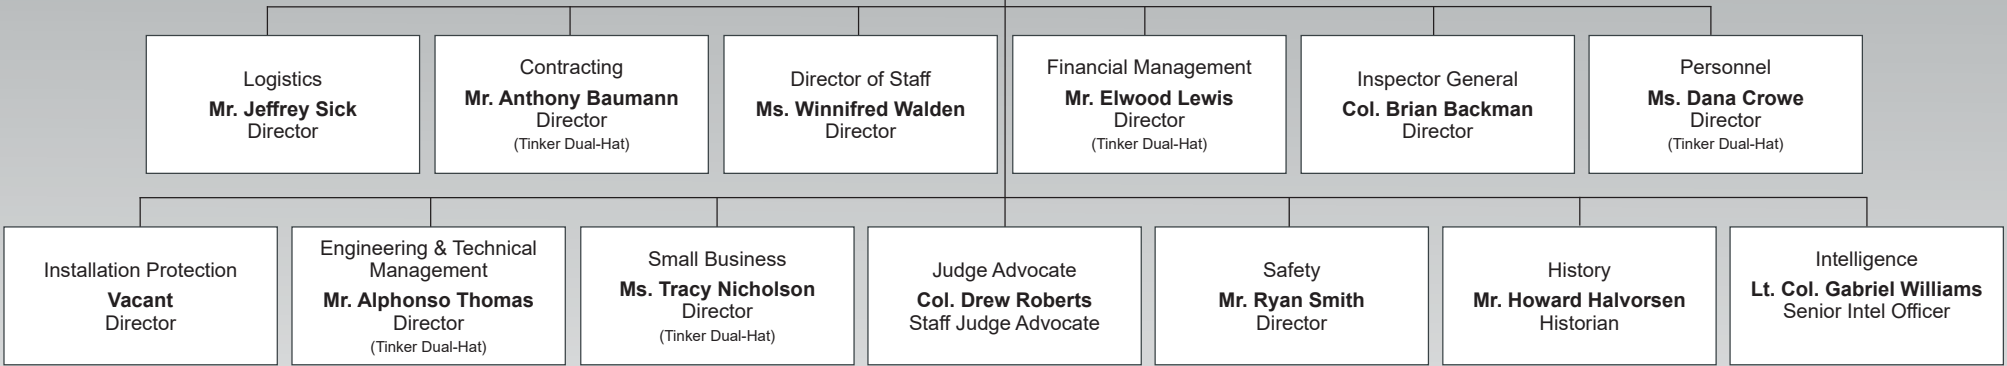 Logistics
Mr. Jeffrey Sick
Director
Contracting
Mr. Anthony Baumann
Director
(Tinker Dual-Hat)
Director of Staff
Ms. Winnifred Walden
Director
Financial Management
Mr. Elwood Lewis
Director
(Tinker Dual-Hat)
Inspector General
Col. Brian Backman
Director
Personnel
Ms. Dana Crowe
Director
(Tinker Dual-Hat)
Installation Protection
Vacant
Director
Engineering & Technical
Management
Mr. Alphonso Thomas
Director
(Tinker Dual-Hat)
Small Business
Ms. Tracy Nicholson
Director
(Tinker Dual-Hat)
Judge Advocate
Col. Drew Roberts
Staff Judge Advocate
Safety
Mr. Ryan Smith
Director
History
Mr. Howard Halvorsen
Historian
Intelligence
Lt. Col. Gabriel Williams
Senior Intel Officer